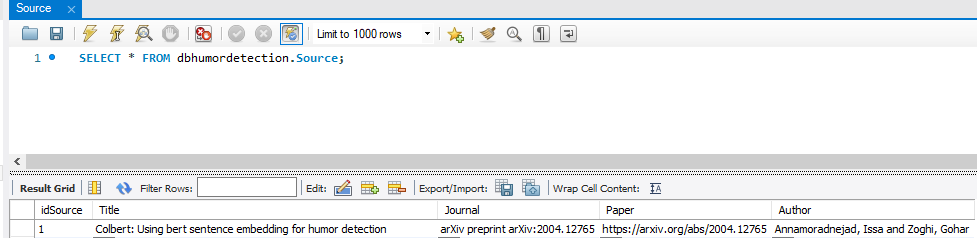 Source ×
Limit to 1000 rows
1 SELECT * FROM dbhumordetection.Source;
Result Grid Filter Rows: Edit: Export/Import: Wrap Cell Content: IA
idSource Title Journal Paper Author
1 Colbert: Using bert sentence embedding for humor detection arXiv preprint arXiv:2004.12765 https://arxiv.org/abs/2004.12765 Annamoradnejad, Issa and Zoghi, Gohar